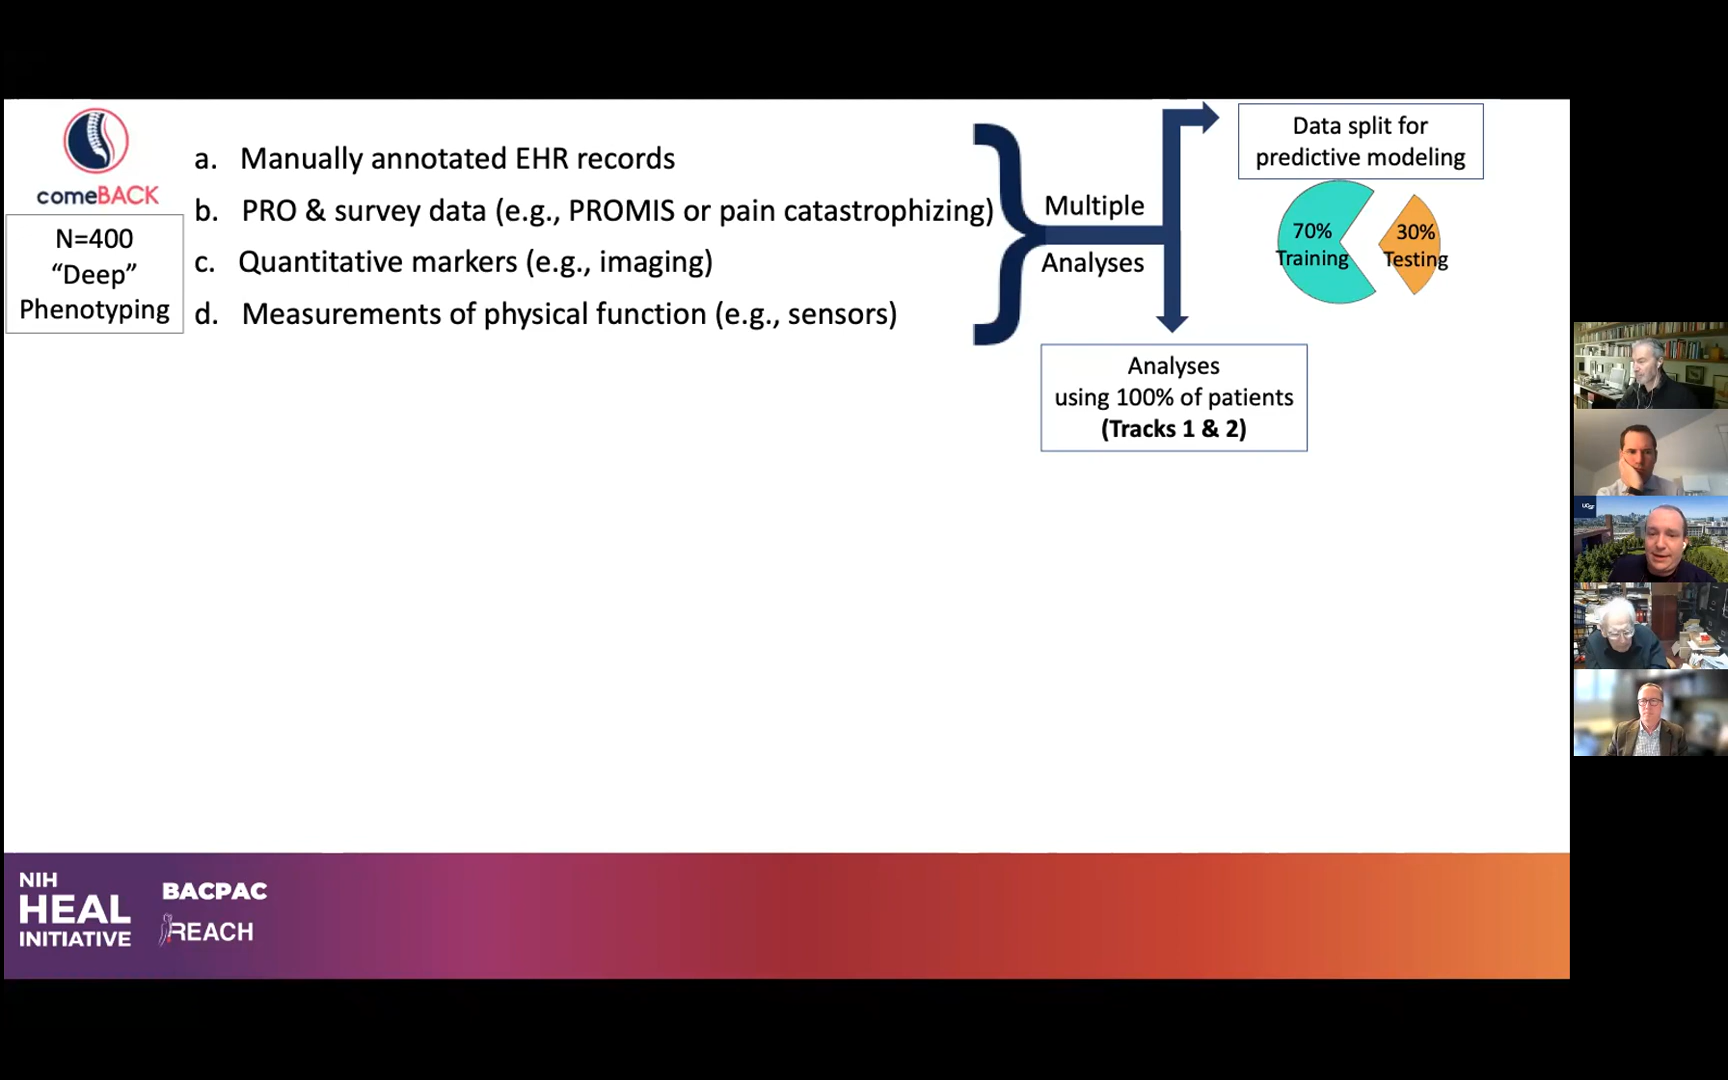 comeBACK
N=400
“Deep”
Phenotyping
a. Manually annotated EHR records
b. PRO & survey data (e.g., PROMIS or pain catastrophizing)
c. Quantitative markers (e.g., imaging)
d. Measurements of physical function (e.g., sensors)
Multiple
Analyses
Data split for
predictive modeling
70%
Training
30%
Testing
Analyses
using 100% of patients
(Tracks 1 & 2)
UCSF
NIH
HEAL
INITIATIVE
BACPAC
REACH